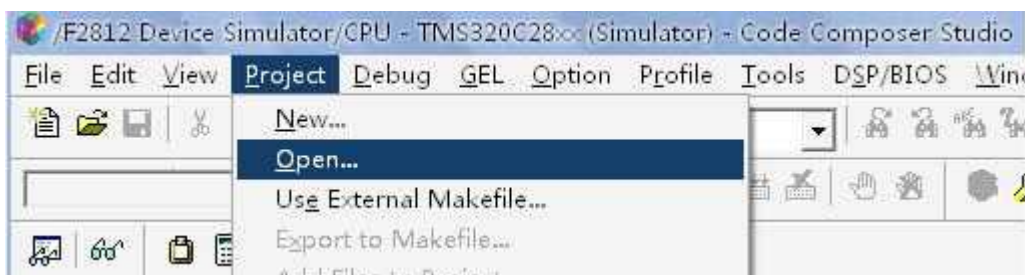 /F2812 Device Simulator/CPU - TMS320C28xx (Simulator) - Code Composer Studio
File Edit View Project Debug GEL Option Profile Tools DSP/BIOS
New...
Open...
Use External Makefile...
Export to Makefile...